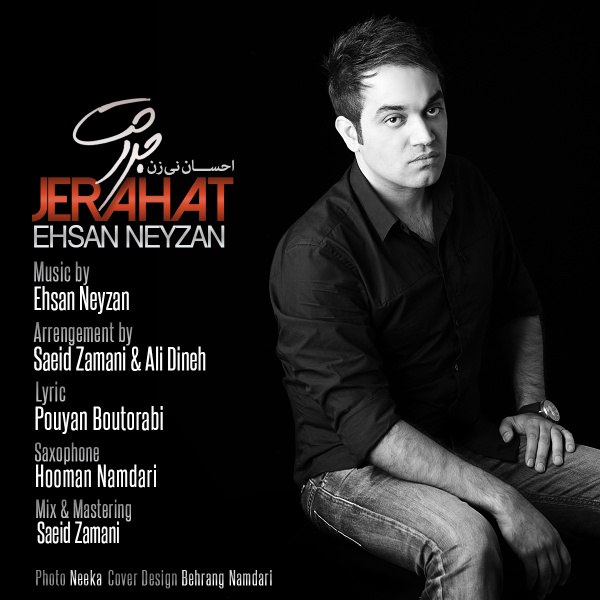 جراحت
احسان نی زن
JERAHAT
EHSAN NEYZAN
Music by
Ehsan Neyzan
Arrangement by
Saeid Zamani & Ali Dineh
Lyric
Pouyan Boutorabi
Saxophone
Hooman Namdari
Mix & Mastering
Saeid Zamani
Photo Neeka Cover Design Behrang Namdari